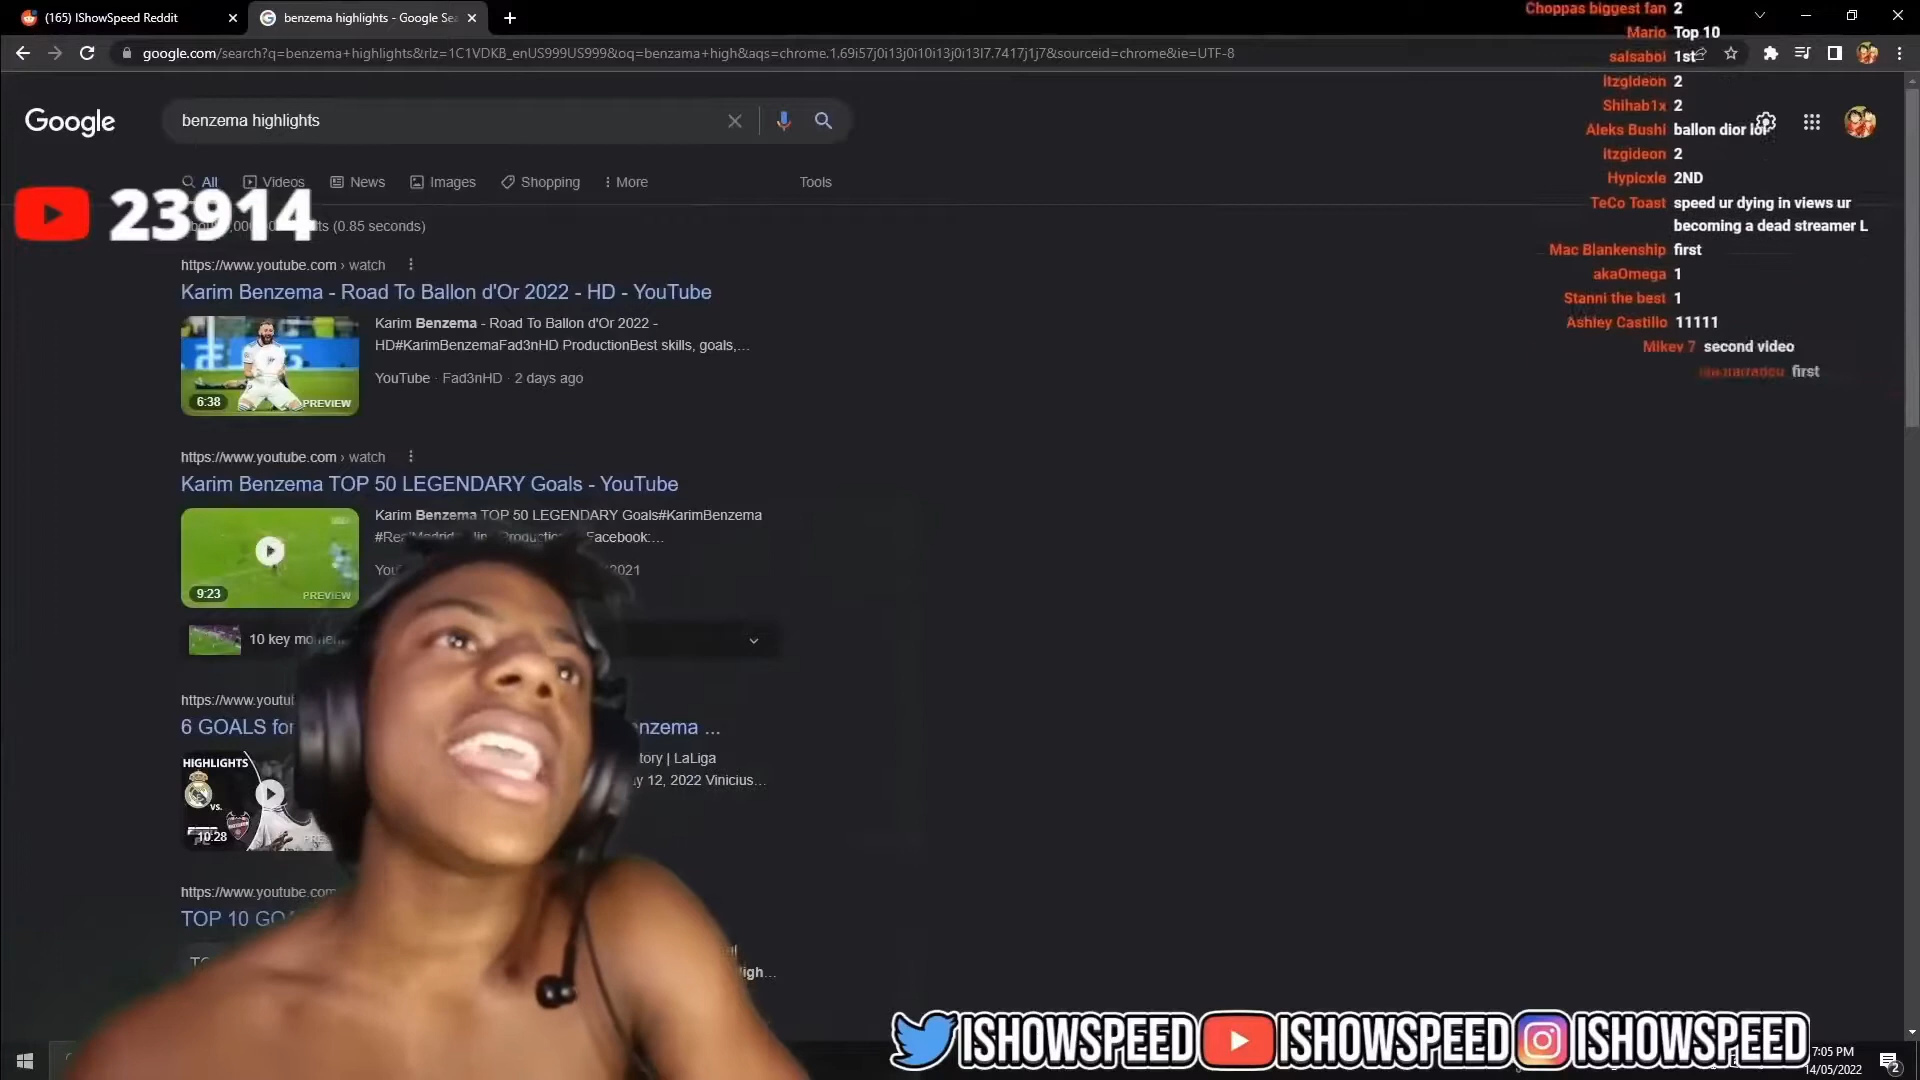 (165) IShowSpeed Reddit
benzema highlights - Google Sea
google.com/search?q=benzema+highlights&rlz=1C1VDKB_enUS999US999&oq=benzama+high&aqs=chrome.1.69i57j0i13j0i10i13j0i13l7.7417j1j7&sourceid=chrome&ie=UTF-8
Google
benzema highlights
All
Videos
News
Images
Shopping
More
Tools
23914
(0.85 seconds)
https://www.youtube.com › watch
Karim Benzema - Road To Ballon d'Or 2022 - HD - YouTube
Karim Benzema - Road To Ballon d'Or 2022 -
HD#KarimBenzemaFad3nHD ProductionBest skills, goals,...
YouTube · Fad3nHD · 2 days ago
6:38
PREVIEW
https://www.youtube.com › watch
Karim Benzema TOP 50 LEGENDARY Goals - YouTube
Karim Benzema TOP 50 LEGENDARY Goals#KarimBenzema
Facebook:...
2021
9:23
PREVIEW
10 key
https://www.youtu
6 GOALS for
nzema ...
tory | LaLiga
12, 2022 Vinicius...
HIGHLIGHTS
VS.
10:28
https://www.youtube.com
TOP 10 GO
igh...
Choppas biggest fan 2
Mario Top 10
salsaboi 1st
itzgideon 2
Shihab1x 2
Aleks Bushi ballon dior lol
itzgideon 2
Hypicxle 2ND
TeCo Toast speed ur dying in views ur
becoming a dead streamer L
Mac Blankenship first
akaOmega 1
Stanni the best 1
Ashley Castillo 11111
Mikey 7 second video
first
ISHOWSPEED
ISHOWSPEED
ISHOWSPEED
7:05 PM
14/05/2022
2